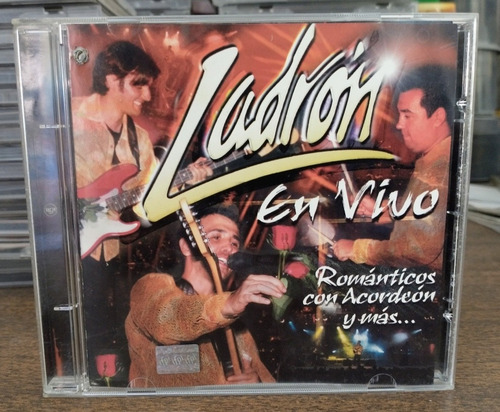 Ladrón
En Vivo
Románticos
con Acordeón
y más...